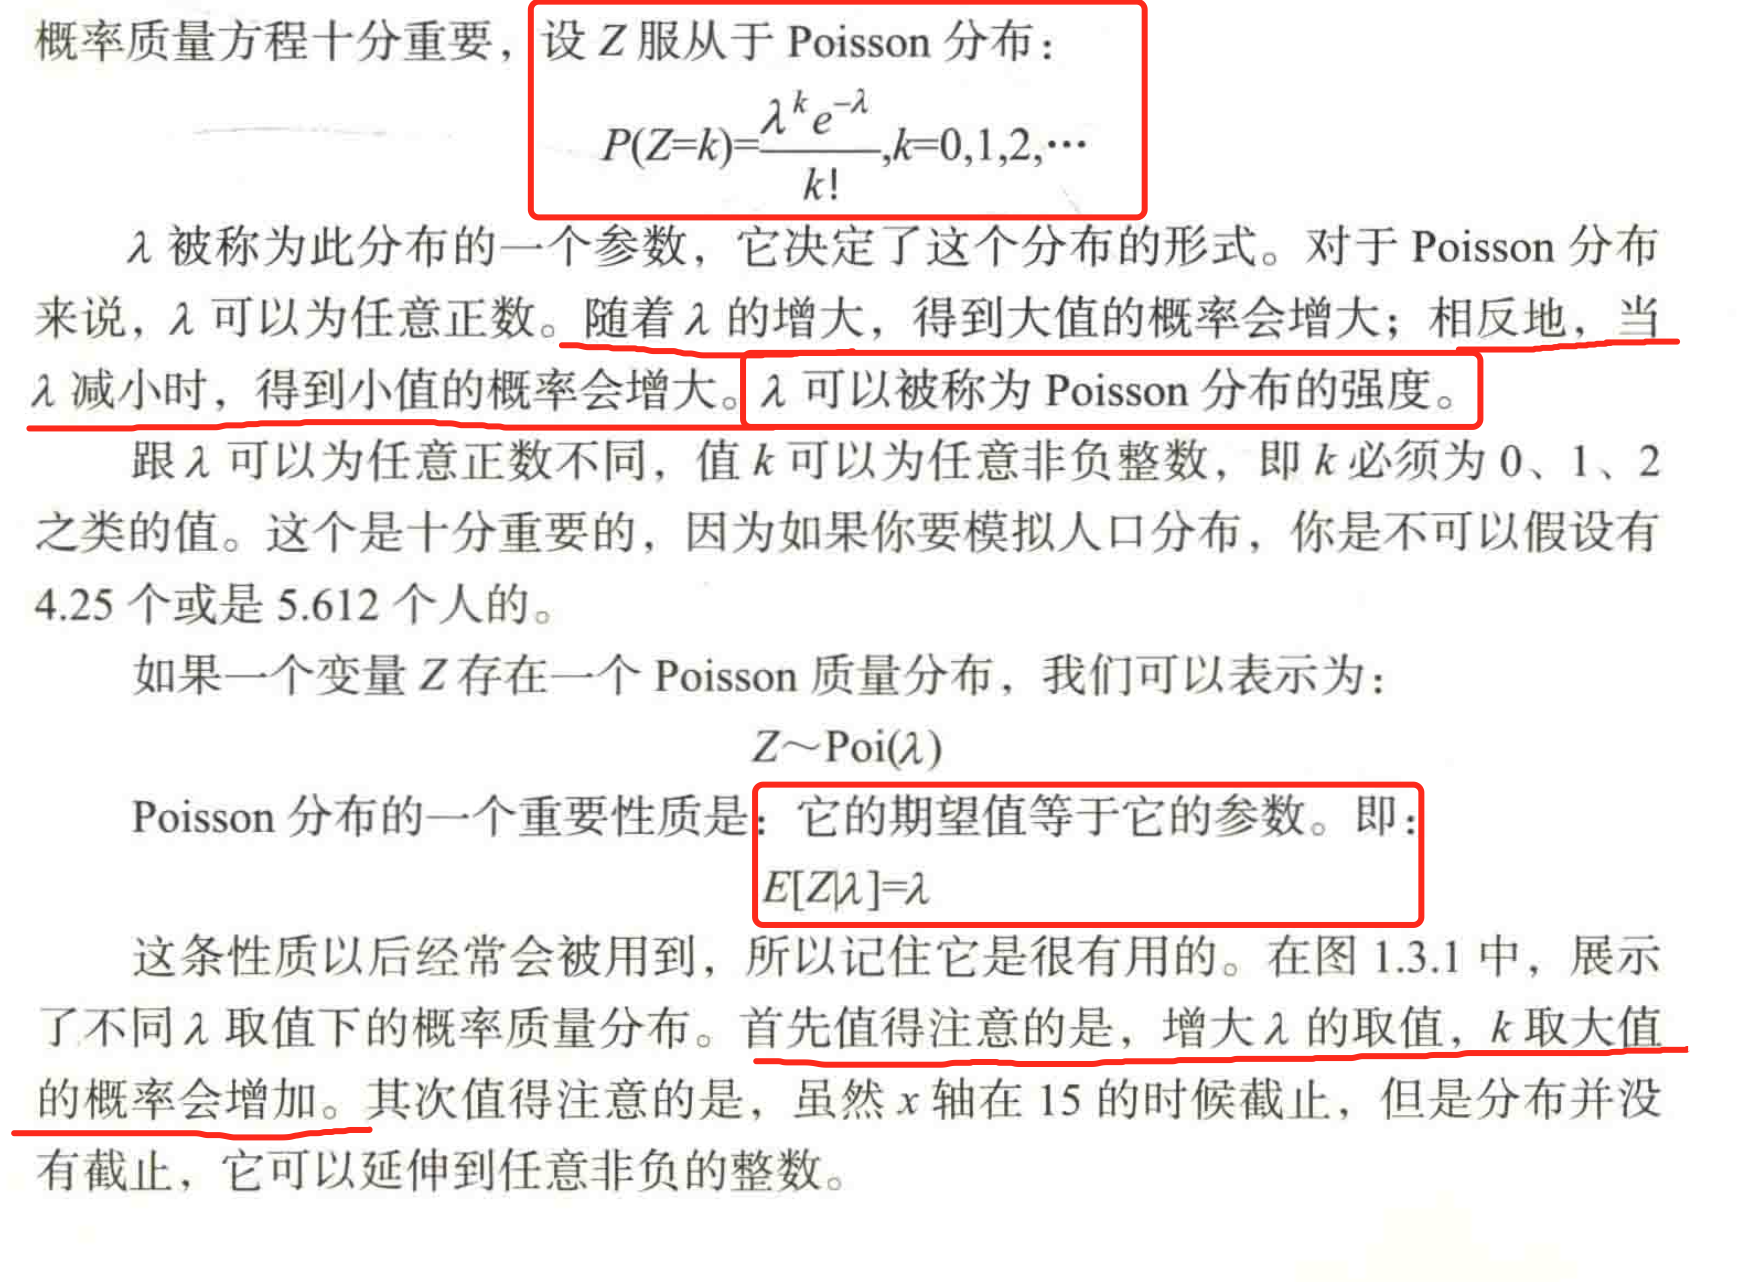 概率质量方程十分重要，设 Z 服从于 Poisson 分布：
P(Z=k)=\frac{λ^k e^{-λ}}{k!},k=0,1,2,⋯
λ 被称为此分布的一个参数，它决定了这个分布的形式。对于 Poisson 分布
来说，λ 可以为任意正数。随着 λ 的增大，得到大值的概率会增大；相反地，当
λ 减小时，得到小值的概率会增大。λ 可以被称为 Poisson 分布的强度。
跟 λ 可以为任意正数不同，值 k 可以为任意非负整数，即 k 必须为 0、1、2
之类的值。这个是十分重要的，因为如果你要模拟人口分布，你是不可以假设有
4.25 个或是 5.612 个人的。
如果一个变量 Z 存在一个 Poisson 质量分布，我们可以表示为：
Z～Poi(λ)
Poisson 分布的一个重要性质是：它的期望值等于它的参数。即：
E[Z|λ]=λ
这条性质以后经常会被用到，所以记住它是很有用的。在图 1.3.1 中，展示
了不同 λ 取值下的概率质量分布。首先值得注意的是，增大 λ 的取值，k 取大值
的概率会增加。其次值得注意的是，虽然 x 轴在 15 的时候截止，但是分布并没
有截止，它可以延伸到任意非负的整数。